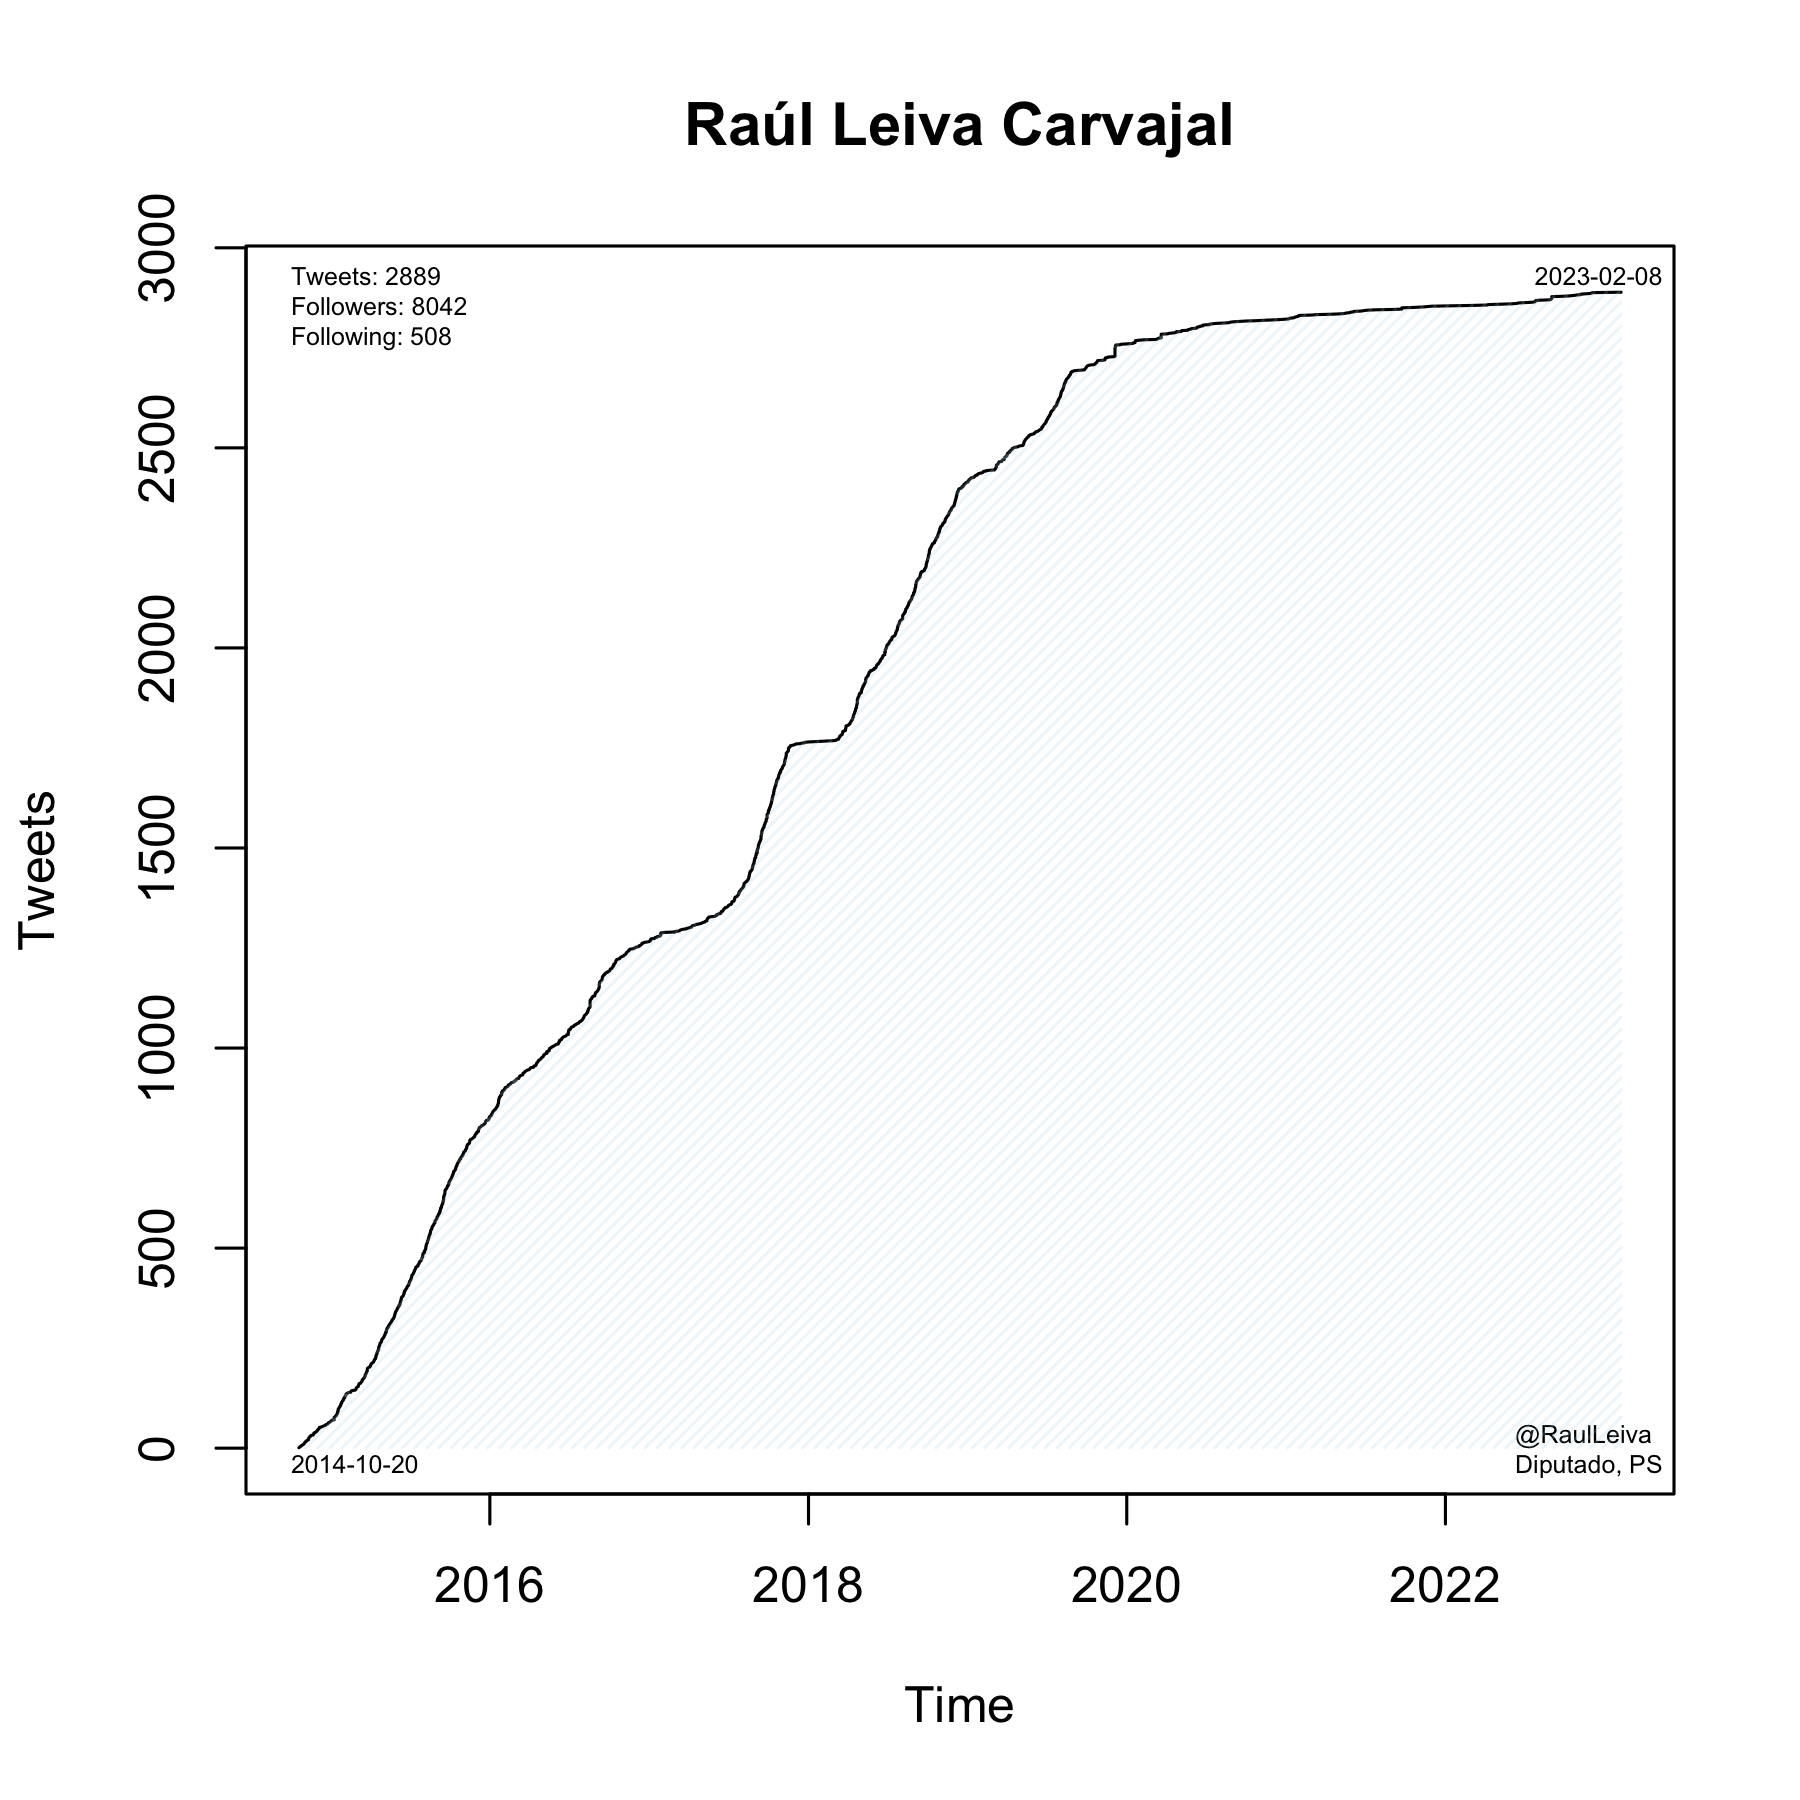 Raúl Leiva Carvajal
Tweets: 2889
Followers: 8042
Following: 508
2023-02-08
3000
2500
2000
1500
1000
500
0
Tweets
@RaulLeiva
Diputado, PS
2014-10-20
2016 2018 2020 2022
Time